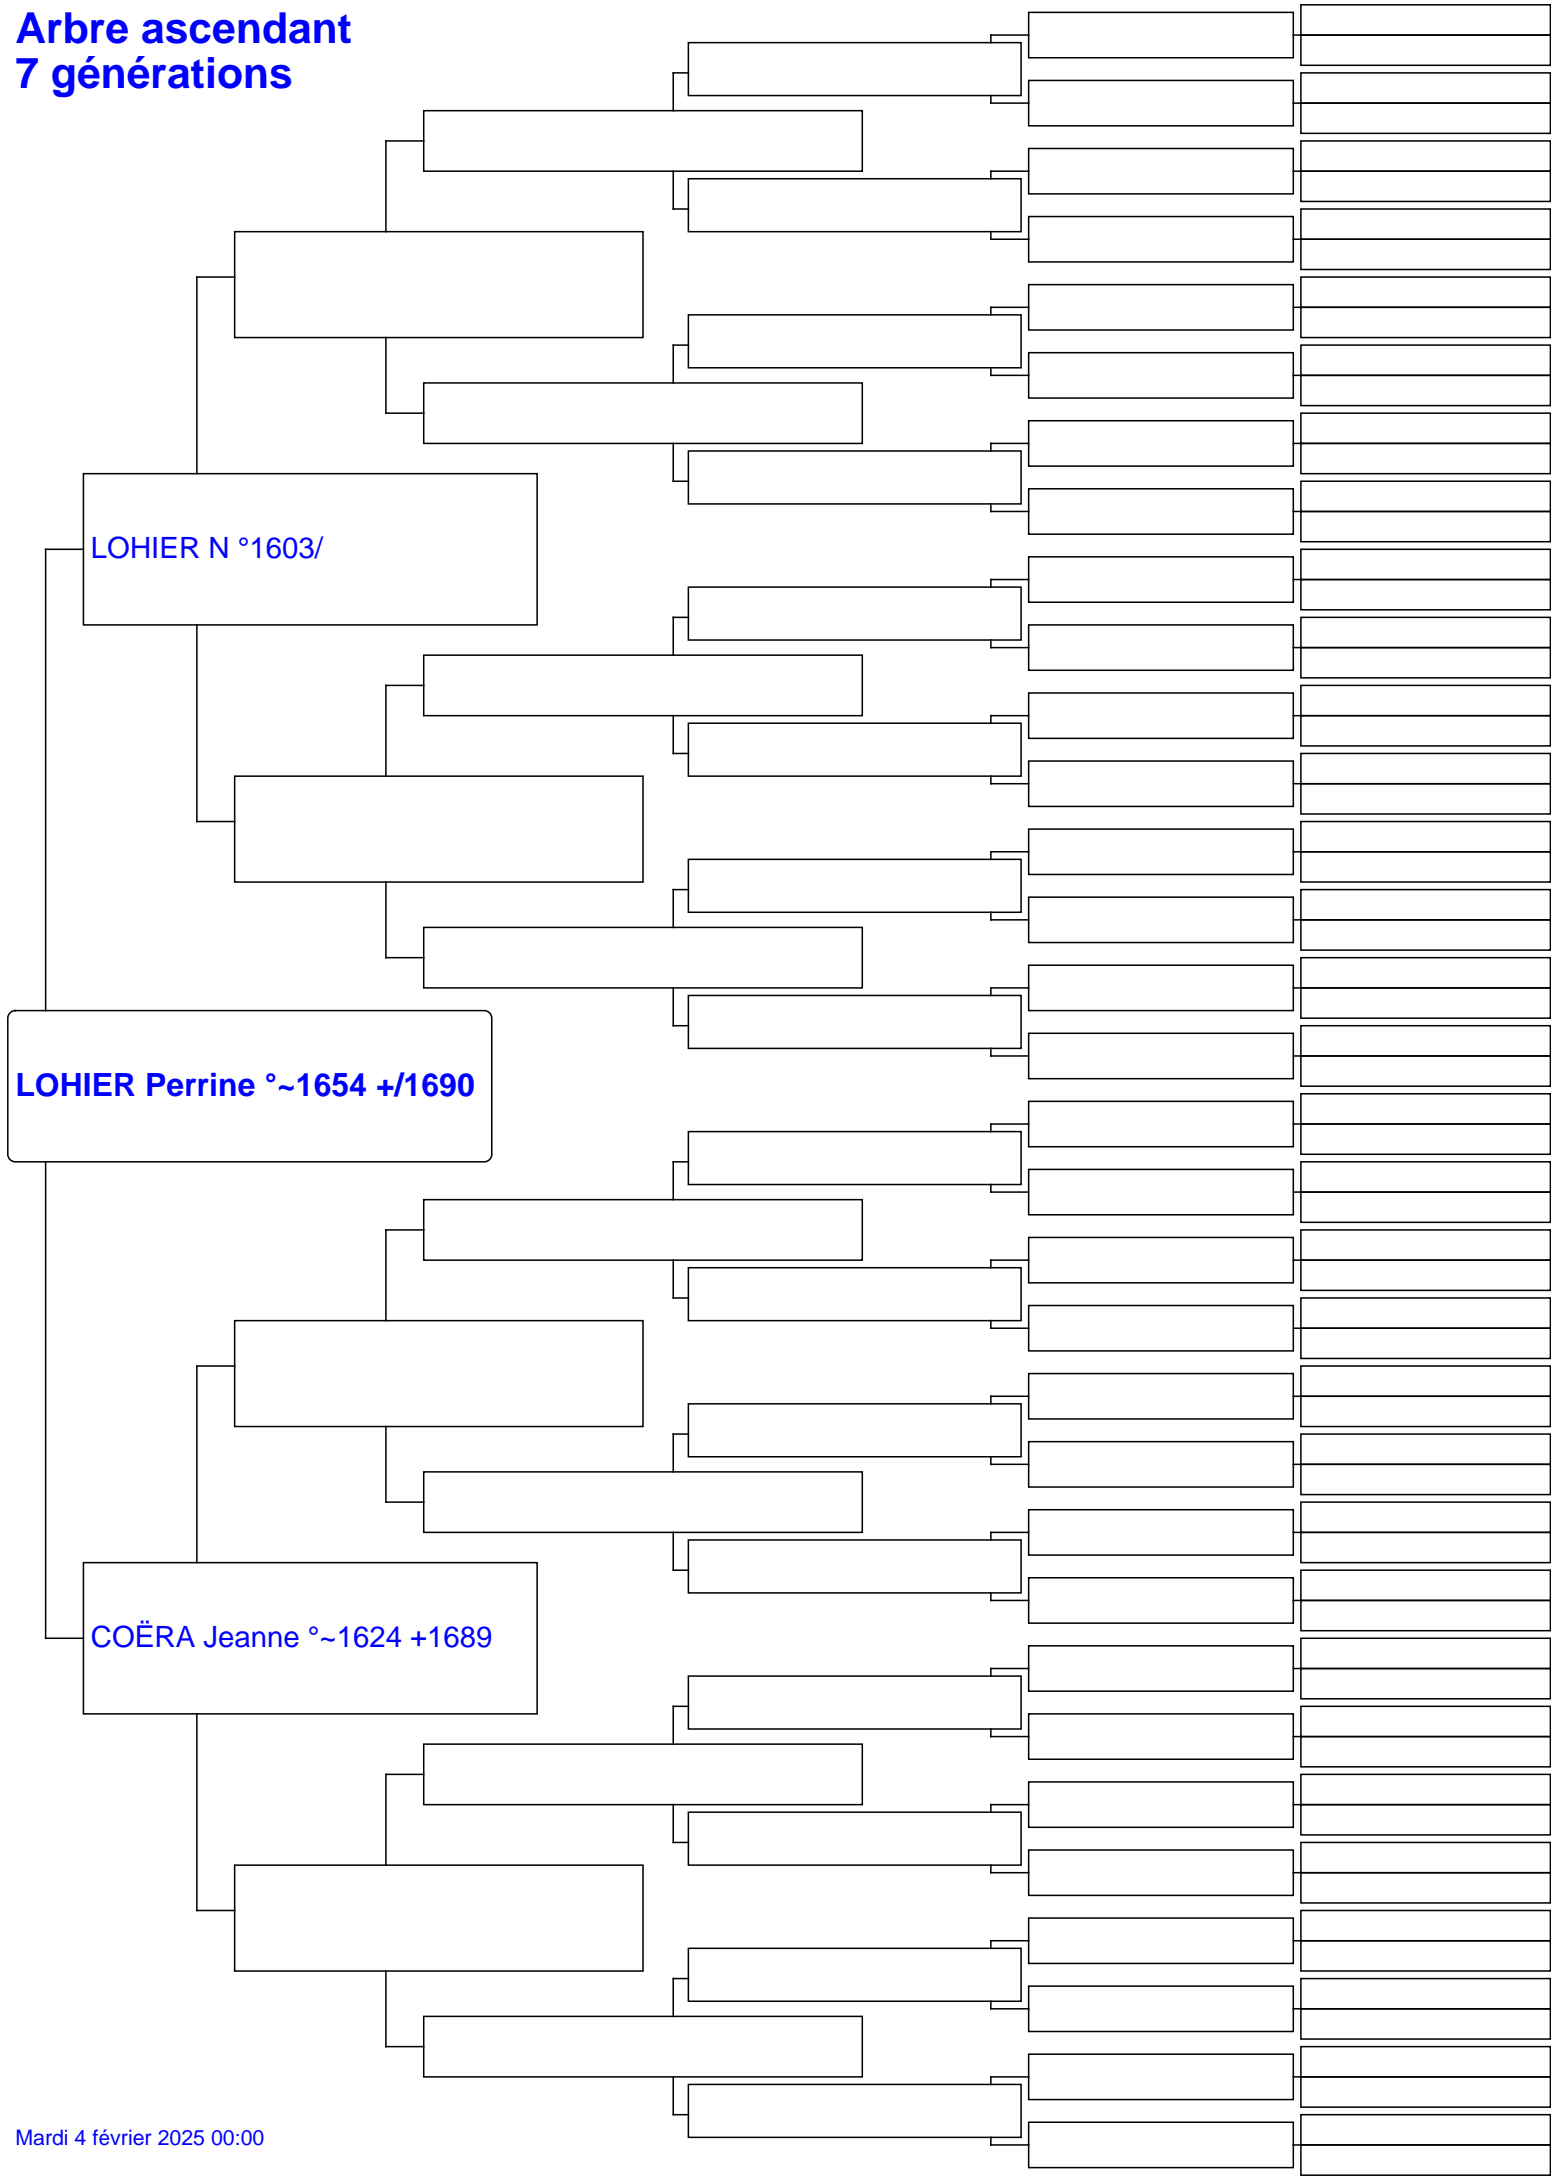 Arbre ascendant
7 générations
LOHIER N °1603/
LOHIER Perrine °~1654 +/1690
COËRA Jeanne °~1624 +1689
Mardi 4 février 2025 00:00